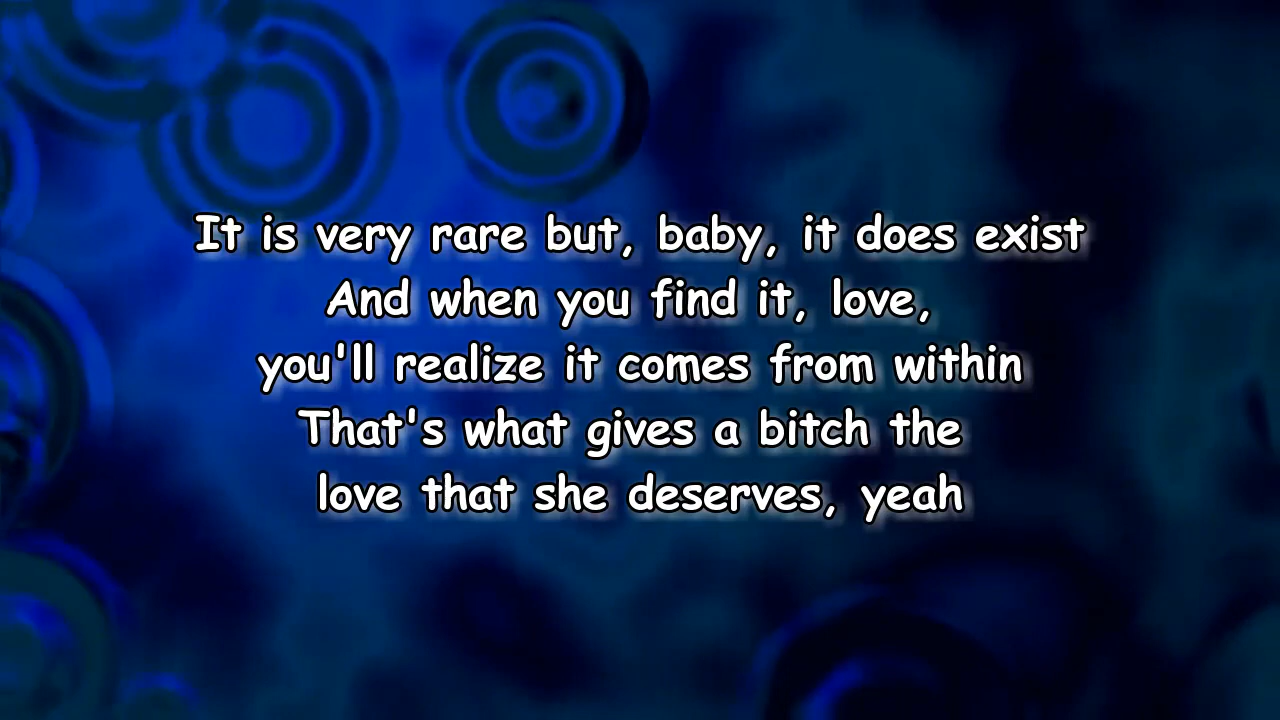 It is very rare but, baby, it does exist
And when you find it, love,
you'll realize it comes from within
That's what gives a bitch the
love that she deserves, yeah